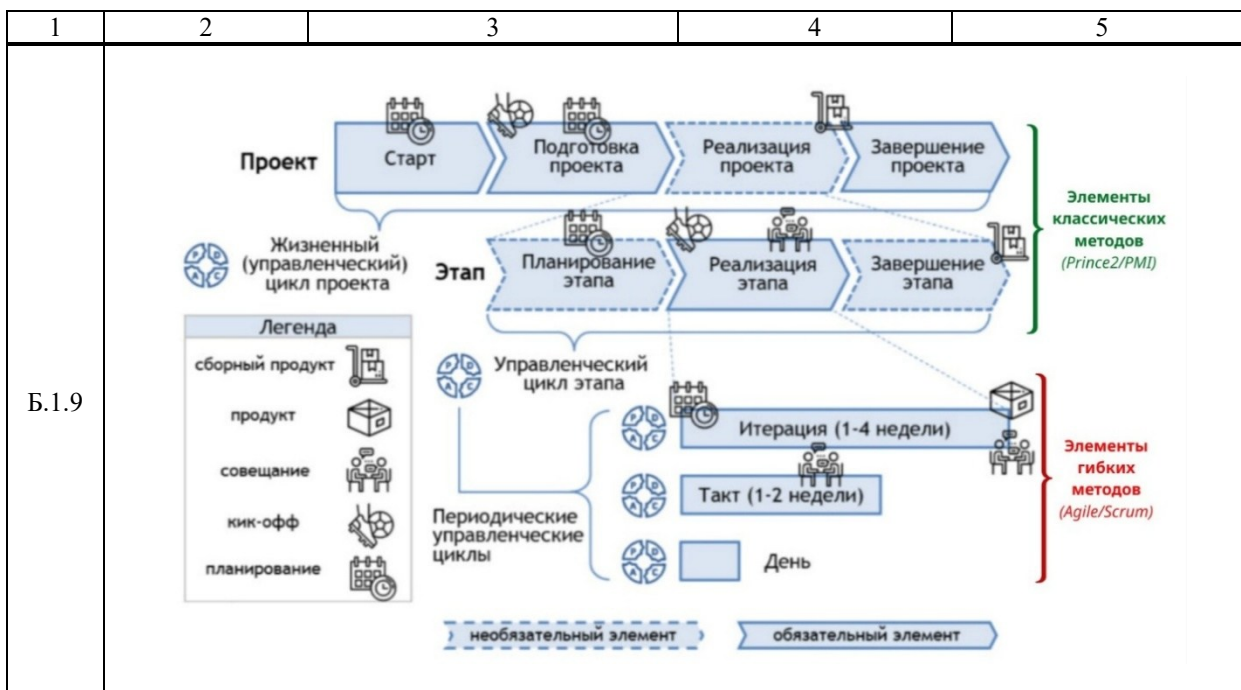 1 2 3 4 5
Б.1.9
Проект
Старт
Подготовка
проекта
Реализация
проекта
Завершение
проекта
Элементы
классических
методов
(Prince2/PMI)
Жизненный
(управленческий)
цикл проекта
Этап
Планирование
этапа
Реализация
этапа
Завершение
этапа
Легенда
сборный продукт
продукт
совещание
кик-офф
планирование
P D
A C
Управленческий
цикл этапа
P D
A C
Периодические
управленческие
циклы
P D
A C
Итерация (1-4 недели)
P D
A C
Такт (1-2 недели)
P D
A C
День
Элементы
гибких
методов
(Agile/Scrum)
необязательный элемент
обязательный элемент